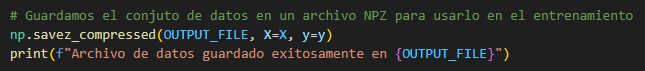 # Guardamos el conjuto de datos en un archivo NPZ para usarlo en el entrenamiento
np.savez_compressed(OUTPUT_FILE, X=X, y=y)
print(f"Archivo de datos guardado exitosamente en {OUTPUT_FILE}")